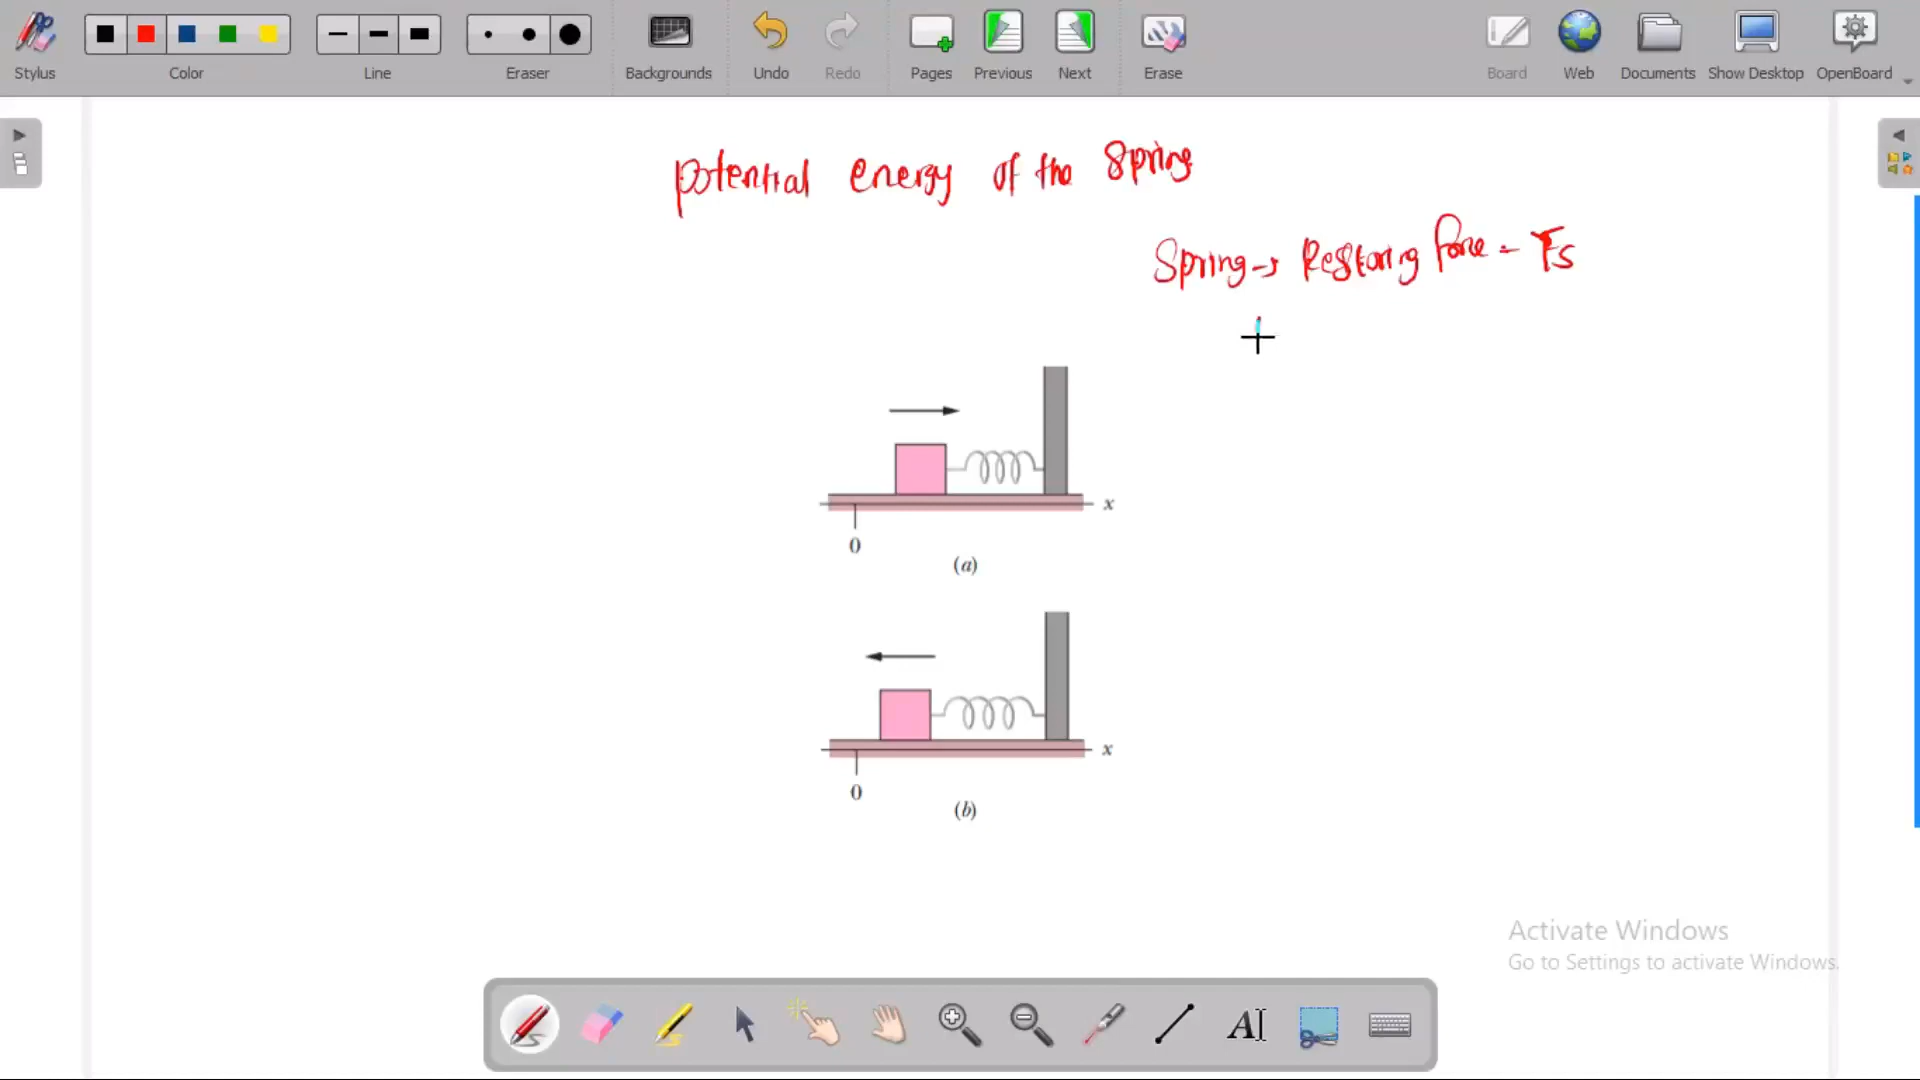 Stylus Color Line Eraser Backgrounds Undo Redo Pages Previous Next Erase Board Web Documents Show Desktop OpenBoard
potential energy of the Spring
Spring → Restoring force = Fs
x
0
(a)
x
0
(b)
Activate Windows
Go to Settings to activate Windows.
AI